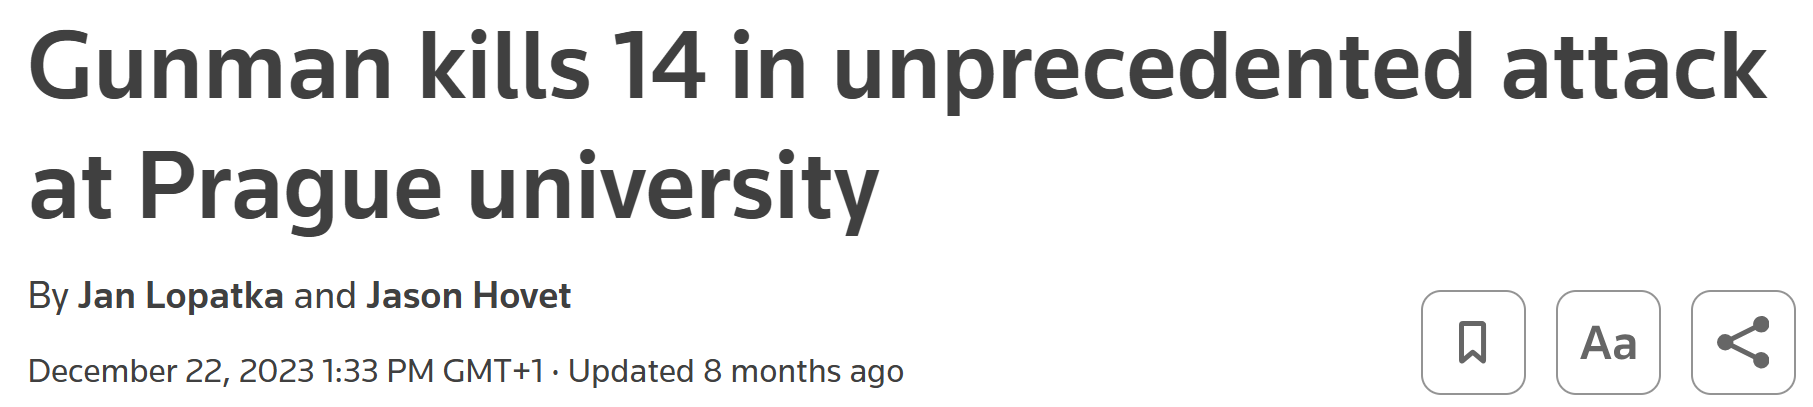 Gunman kills 14 in unprecedented attack
at Prague university
By Jan Lopatka and Jason Hovet
December 22, 2023 1:33 PM GMT+1 · Updated 8 months ago
Aa